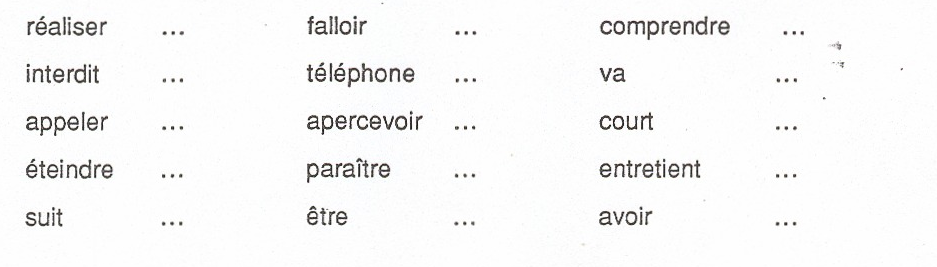 réaliser ... falloir ... comprendre ...
interdit ... téléphone ... va ...
appeler ... apercevoir ... court ...
éteindre ... paraître ... entretient ...
suit ... être ... avoir ...